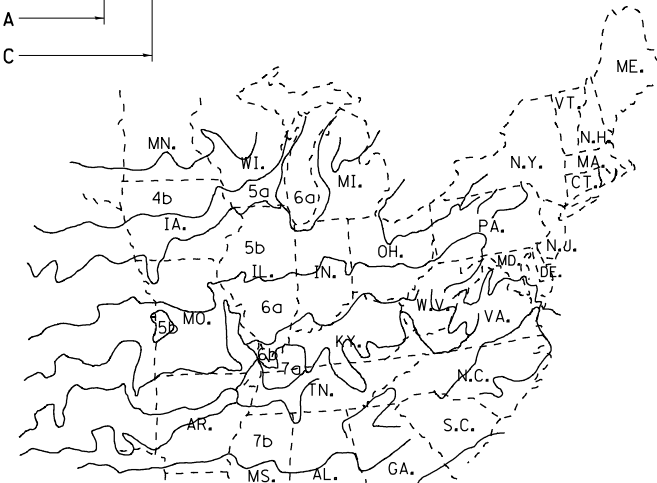 A
C
ME.
VT.
MN.
N.H.
WI.
N.Y.
MA.
MI.
CT.
4b
5a
6a
IA.
PA.
5b
OH.
N.J.
IL.
IN.
MD.
DE.
6a
W.V.
MO.
VA.
5b
KY.
6b
7a
N.C.
TN.
AR.
S.C.
7b
MS.
AL.
GA.